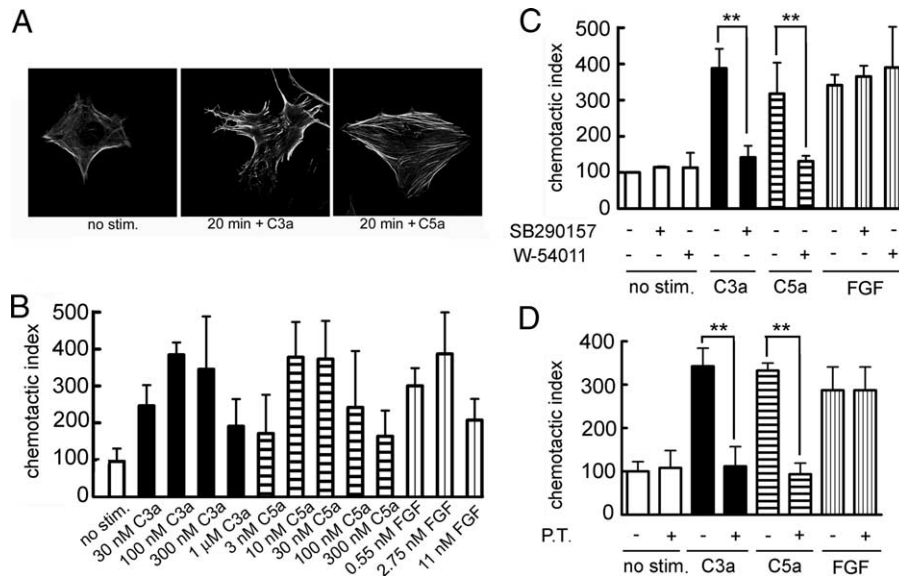 A
no stim.
20 min + C3a
20 min + C5a
B
chemotactic index
500
400
300
200
100
0
no stim.
30 nM C3a
100 nM C3a
300 nM C3a
1 µM C3a
3 nM C5a
10 nM C5a
30 nM C5a
100 nM C5a
300 nM C5a
0.55 nM FGF
2.75 nM FGF
11 nM FGF
C
chemotactic index
500
400
300
200
100
0
** **
SB290157 - + - - + - - - + -
W-54011 - - + - - - + - - +
no stim. C3a C5a FGF
D
chemotactic index
400
300
200
100
0
** **
P.T. - + - + - + - +
no stim. C3a C5a FGF